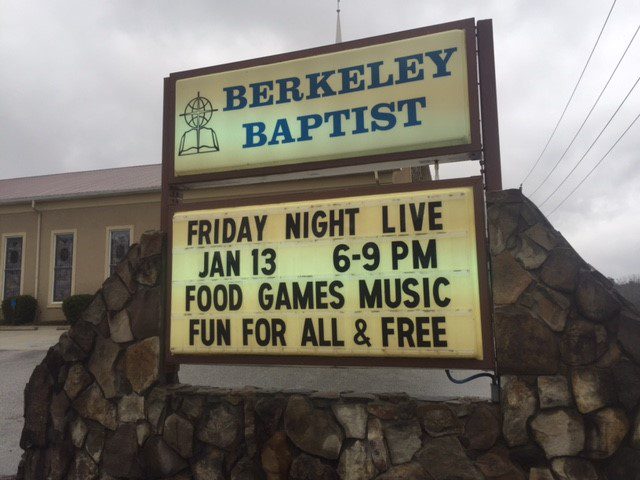 BERKELEY
BAPTIST
FRIDAY NIGHT LIVE
JAN 13 6-9 PM
FOOD GAMES MUSIC
FUN FOR ALL & FREE